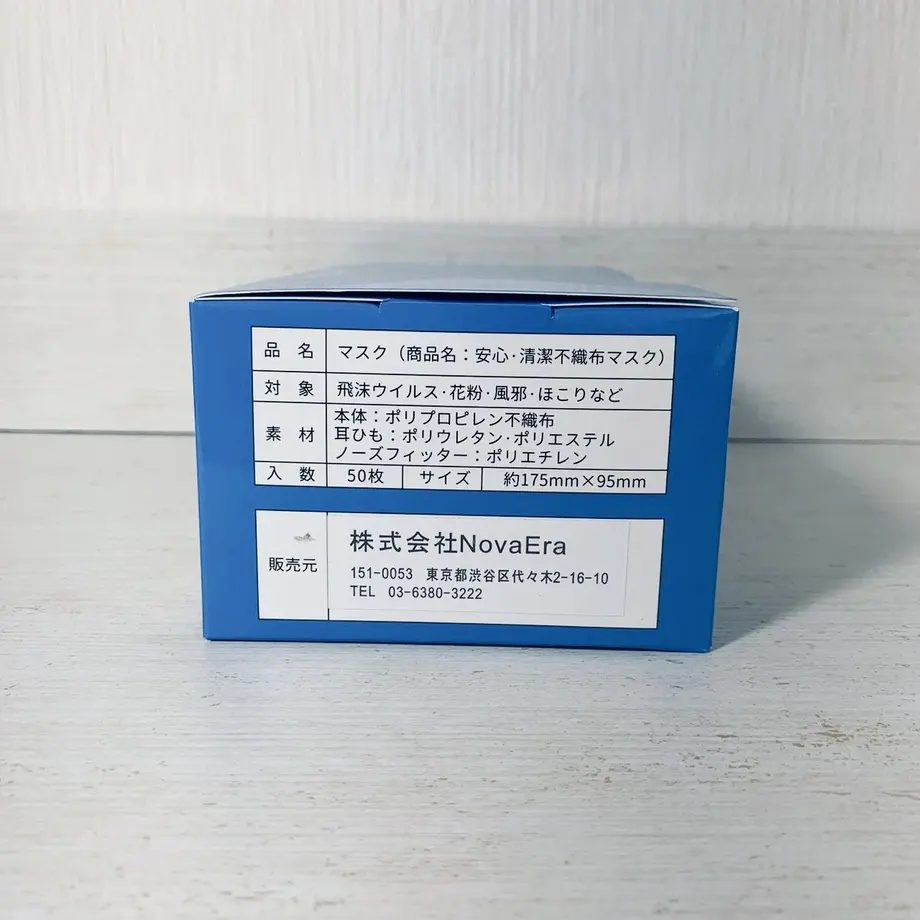 品 名 マスク（商品名：安心・清潔不織布マスク）
対 象 飛沫ウイルス・花粉・風邪・ほこりなど
素 材 本体：ポリプロピレン不織布
耳ひも：ポリウレタン・ポリエステル
ノーズフィッター：ポリエチレン
入 数 50枚 サイズ 約175mm×95mm
販売元 株式会社NovaEra
151-0053 東京都渋谷区代々木2-16-10
TEL 03-6380-3222